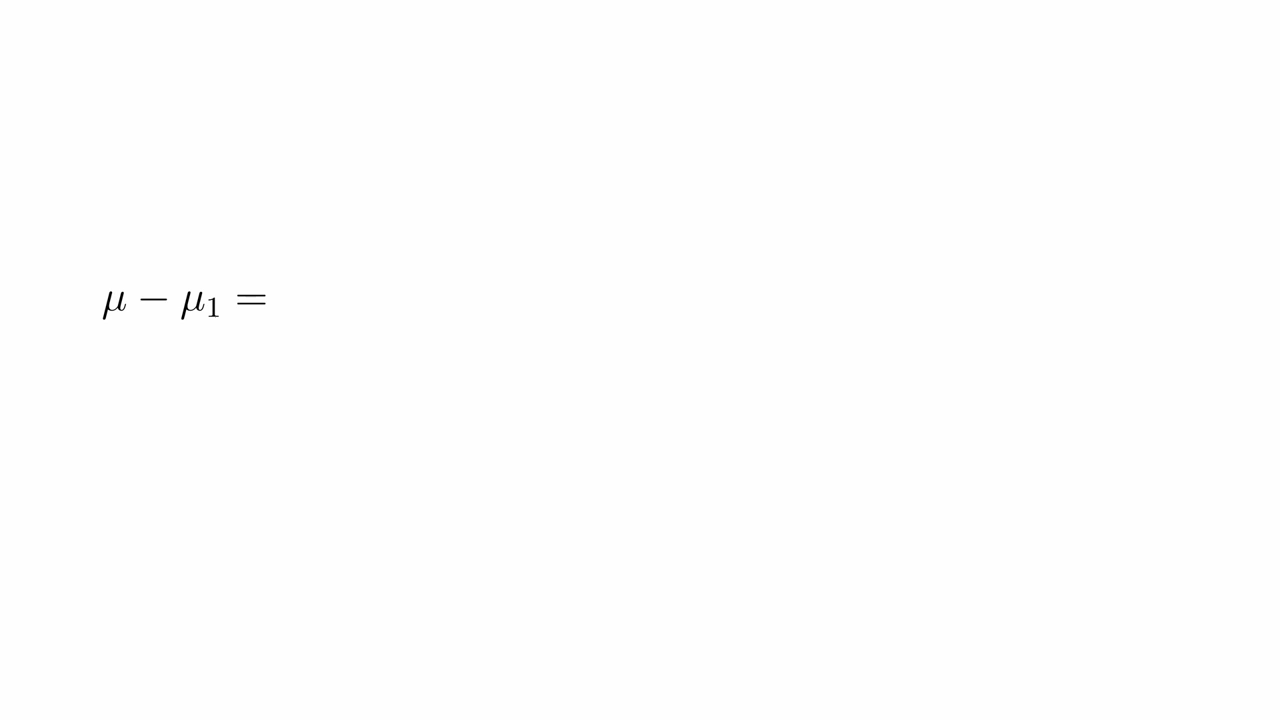 μ − μ₁ =